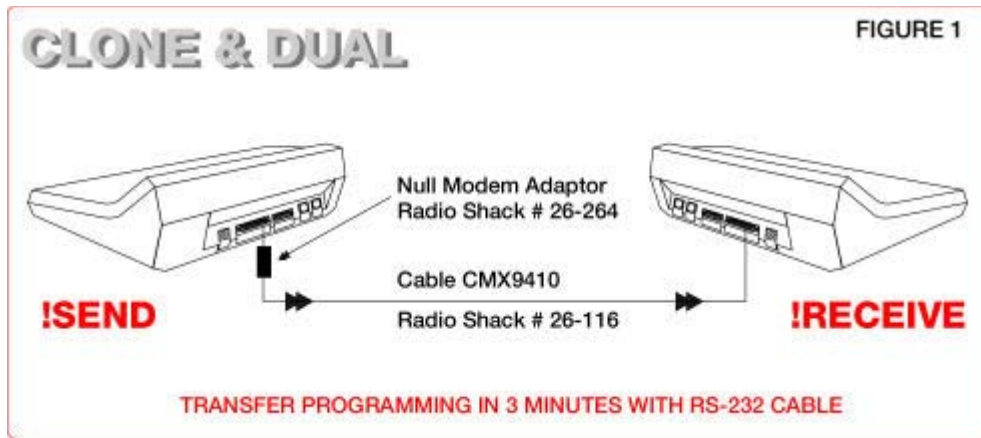 CLONE & DUAL
FIGURE 1
Null Modem Adaptor
Radio Shack # 26-264
Cable CMX9410
Radio Shack # 26-116
!SEND
!RECEIVE
TRANSFER PROGRAMMING IN 3 MINUTES WITH RS-232 CABLE